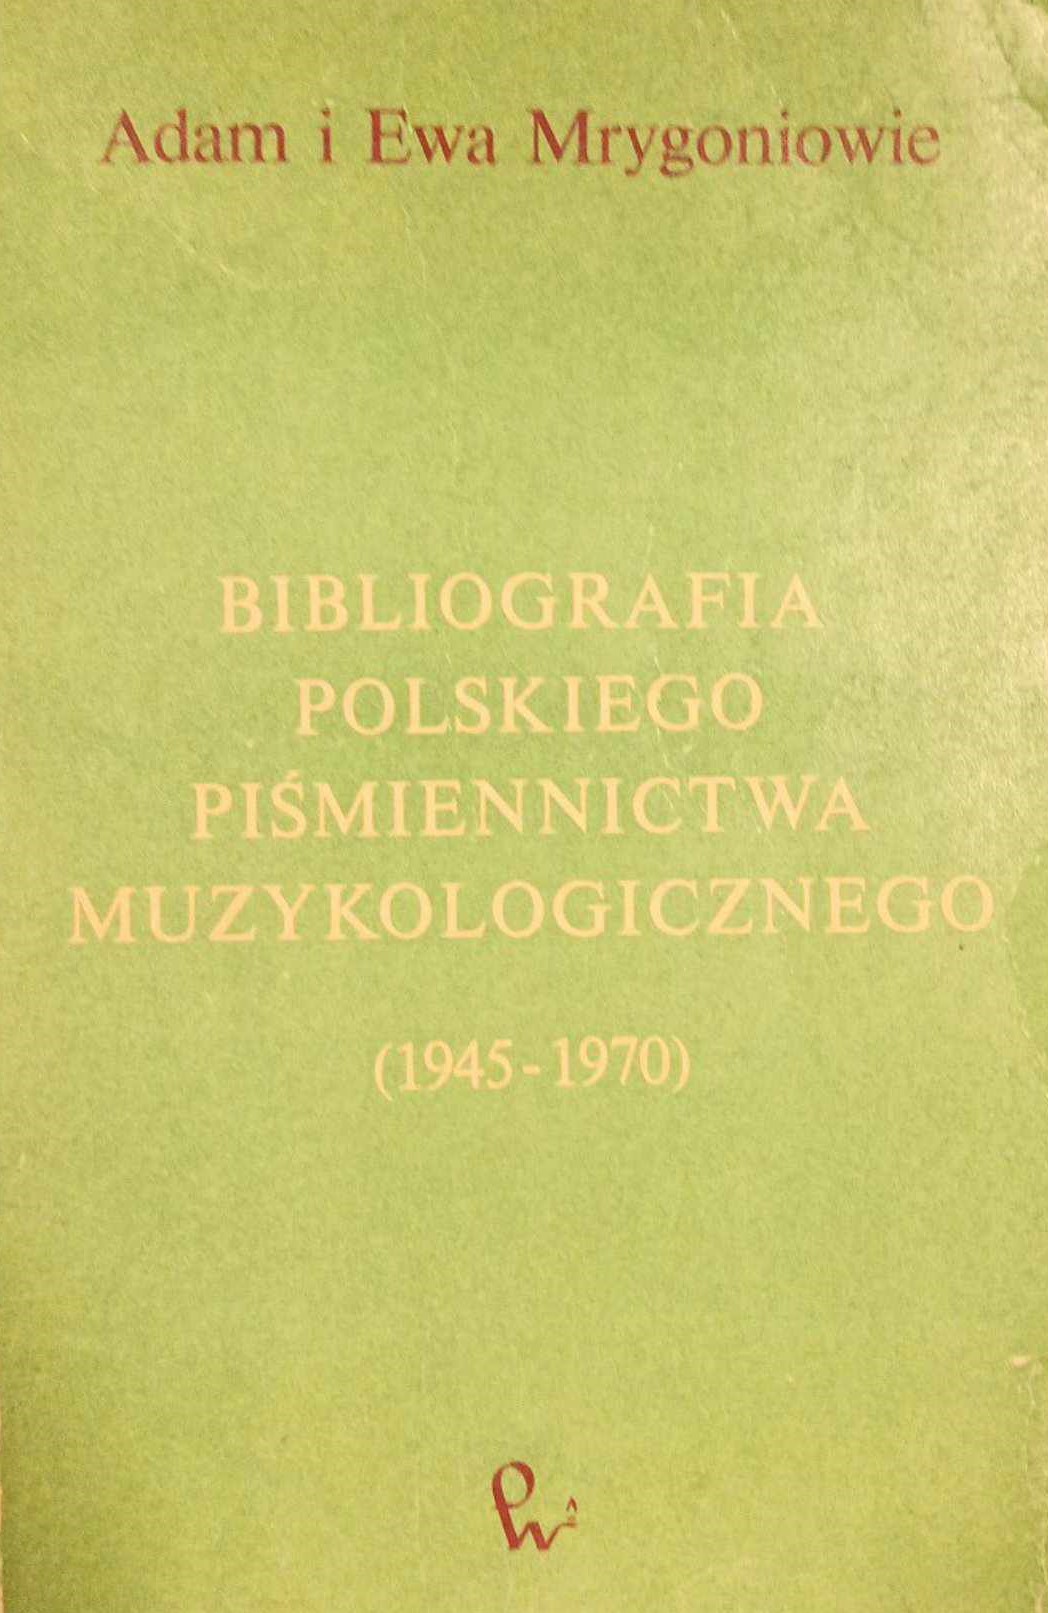 Adam i Ewa Mrygoniowie
BIBLIOGRAFIA
POLSKIEGO
PIŚMIENNICTWA
MUZYKOLOGICZNEGO
(1945-1970)